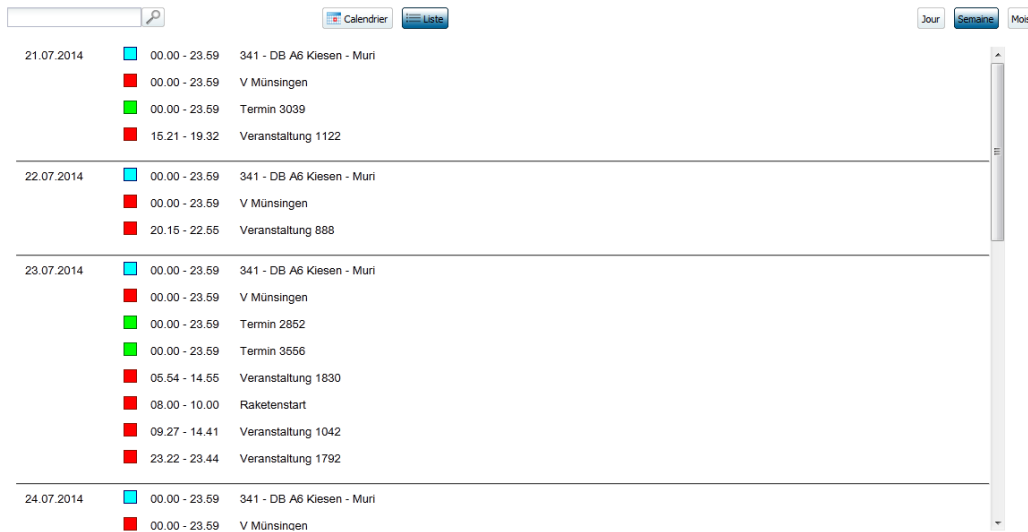 Calendrier Liste Jour Semaine Mois
21.07.2014 00.00 - 23.59 341 - DB A6 Kiesen - Muri
00.00 - 23.59 V Münsingen
00.00 - 23.59 Termin 3039
15.21 - 19.32 Veranstaltung 1122
22.07.2014 00.00 - 23.59 341 - DB A6 Kiesen - Muri
00.00 - 23.59 V Münsingen
20.15 - 22.55 Veranstaltung 888
23.07.2014 00.00 - 23.59 341 - DB A6 Kiesen - Muri
00.00 - 23.59 V Münsingen
00.00 - 23.59 Termin 2852
00.00 - 23.59 Termin 3556
05.54 - 14.55 Veranstaltung 1830
08.00 - 10.00 Raketenstart
09.27 - 14.41 Veranstaltung 1042
23.22 - 23.44 Veranstaltung 1792
24.07.2014 00.00 - 23.59 341 - DB A6 Kiesen - Muri
00.00 - 23.59 V Münsingen